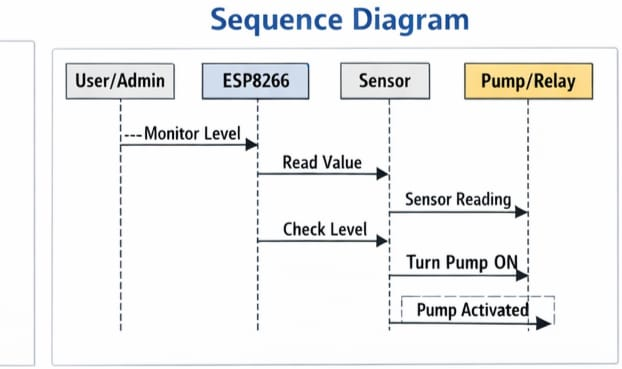 Sequence Diagram
User/Admin
ESP8266
Sensor
Pump/Relay
---Monitor Level
Read Value
Sensor Reading
Check Level
Turn Pump ON
Pump Activated